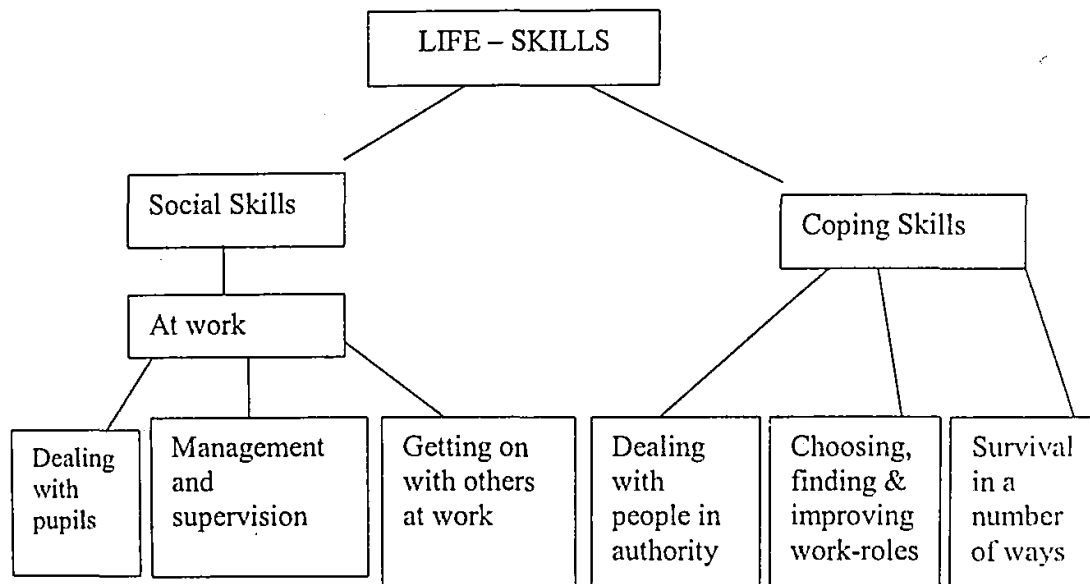 LIFE – SKILLS
Social Skills
Coping Skills
At work
Dealing
with
pupils
Management
and
supervision
Getting on
with others
at work
Dealing
with
people in
authority
Choosing,
finding &
improving
work-roles
Survival
in a
number
of ways